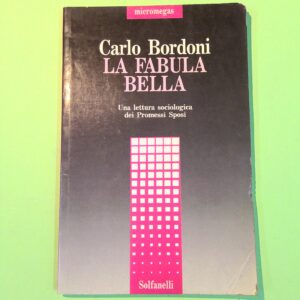 micromegas
Carlo Bordoni
LA FABULA
BELLA
Una lettura sociologica
dei Promessi Sposi
Solfanelli